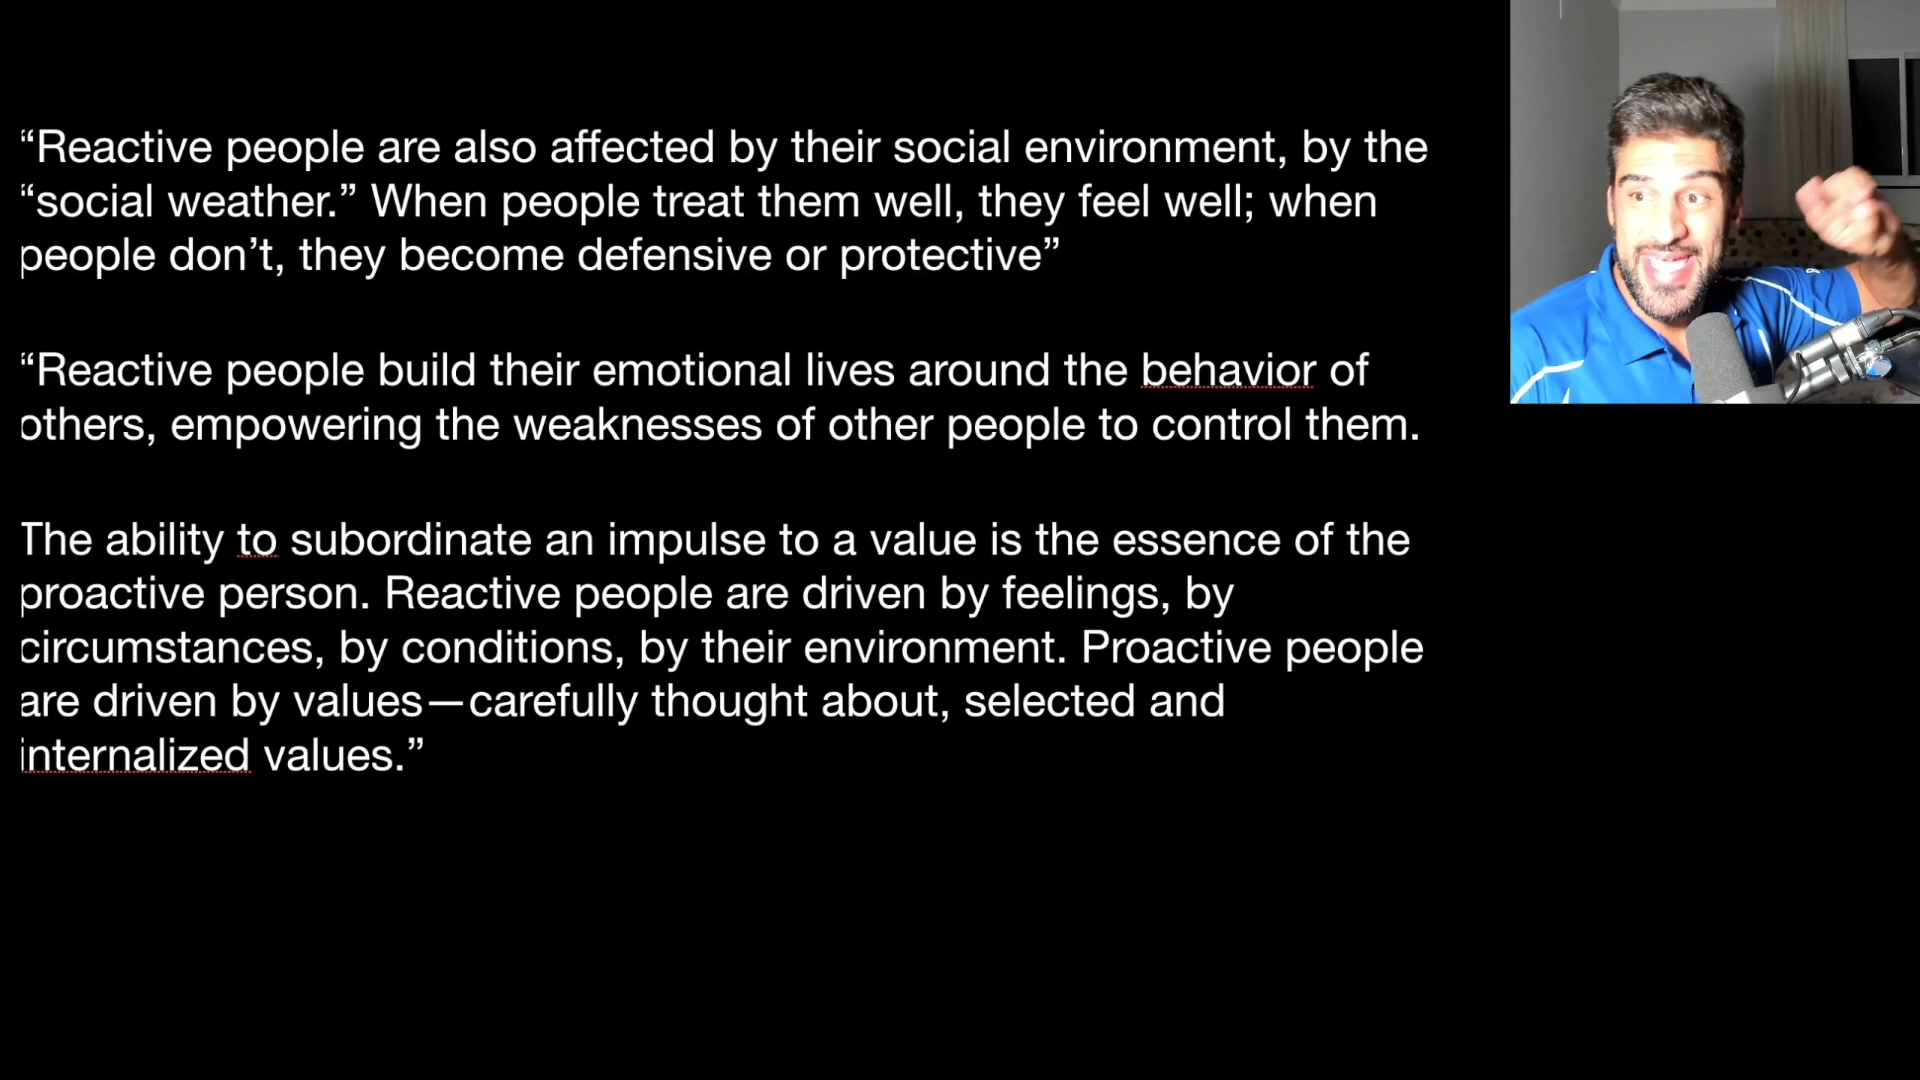 “Reactive people are also affected by their social environment, by the
“social weather.” When people treat them well, they feel well; when
people don’t, they become defensive or protective”
“Reactive people build their emotional lives around the behavior of
others, empowering the weaknesses of other people to control them.
The ability to subordinate an impulse to a value is the essence of the
proactive person. Reactive people are driven by feelings, by
circumstances, by conditions, by their environment. Proactive people
are driven by values—carefully thought about, selected and
internalized values.”